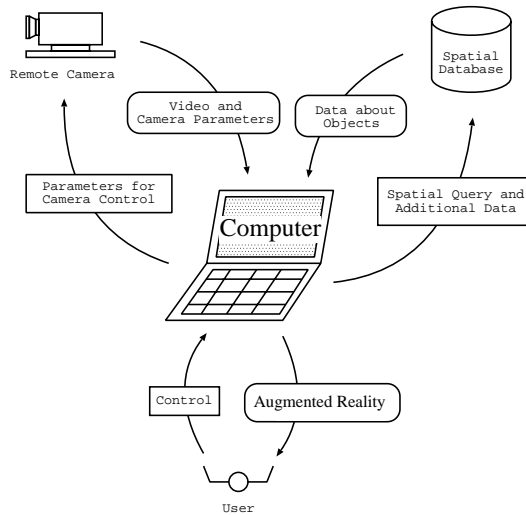 Remote Camera
Spatial
Database
Video and
Camera Parameters
Data about
Objects
Parameters for
Camera Control
Spatial Query and
Additional Data
Computer
Control
Augmented Reality
User